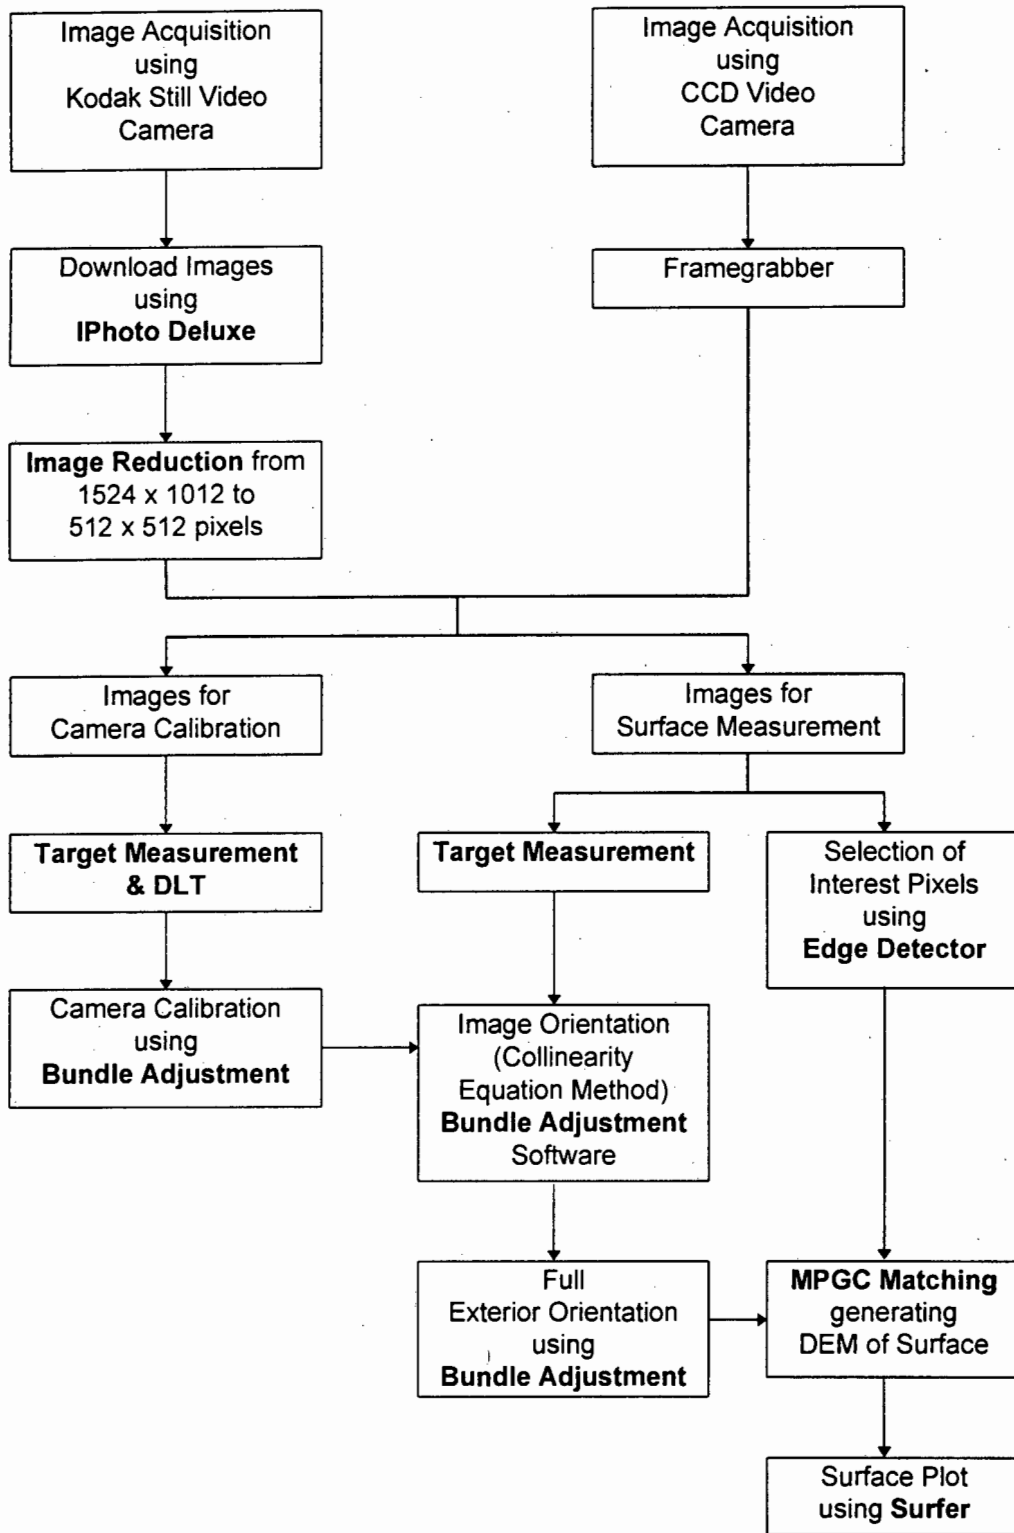 Image Acquisition
using
Kodak Still Video
Camera
Image Acquisition
using
CCD Video
Camera
Download Images
using
IPhoto Deluxe
Framegrabber
Image Reduction from
1524 x 1012 to
512 x 512 pixels
Images for
Camera Calibration
Images for
Surface Measurement
Target Measurement
& DLT
Target Measurement
Selection of
Interest Pixels
using
Edge Detector
Camera Calibration
using
Bundle Adjustment
Image Orientation
(Collinearity
Equation Method)
Bundle Adjustment
Software
Full
Exterior Orientation
using
Bundle Adjustment
MPGC Matching
generating
DEM of Surface
Surface Plot
using Surfer